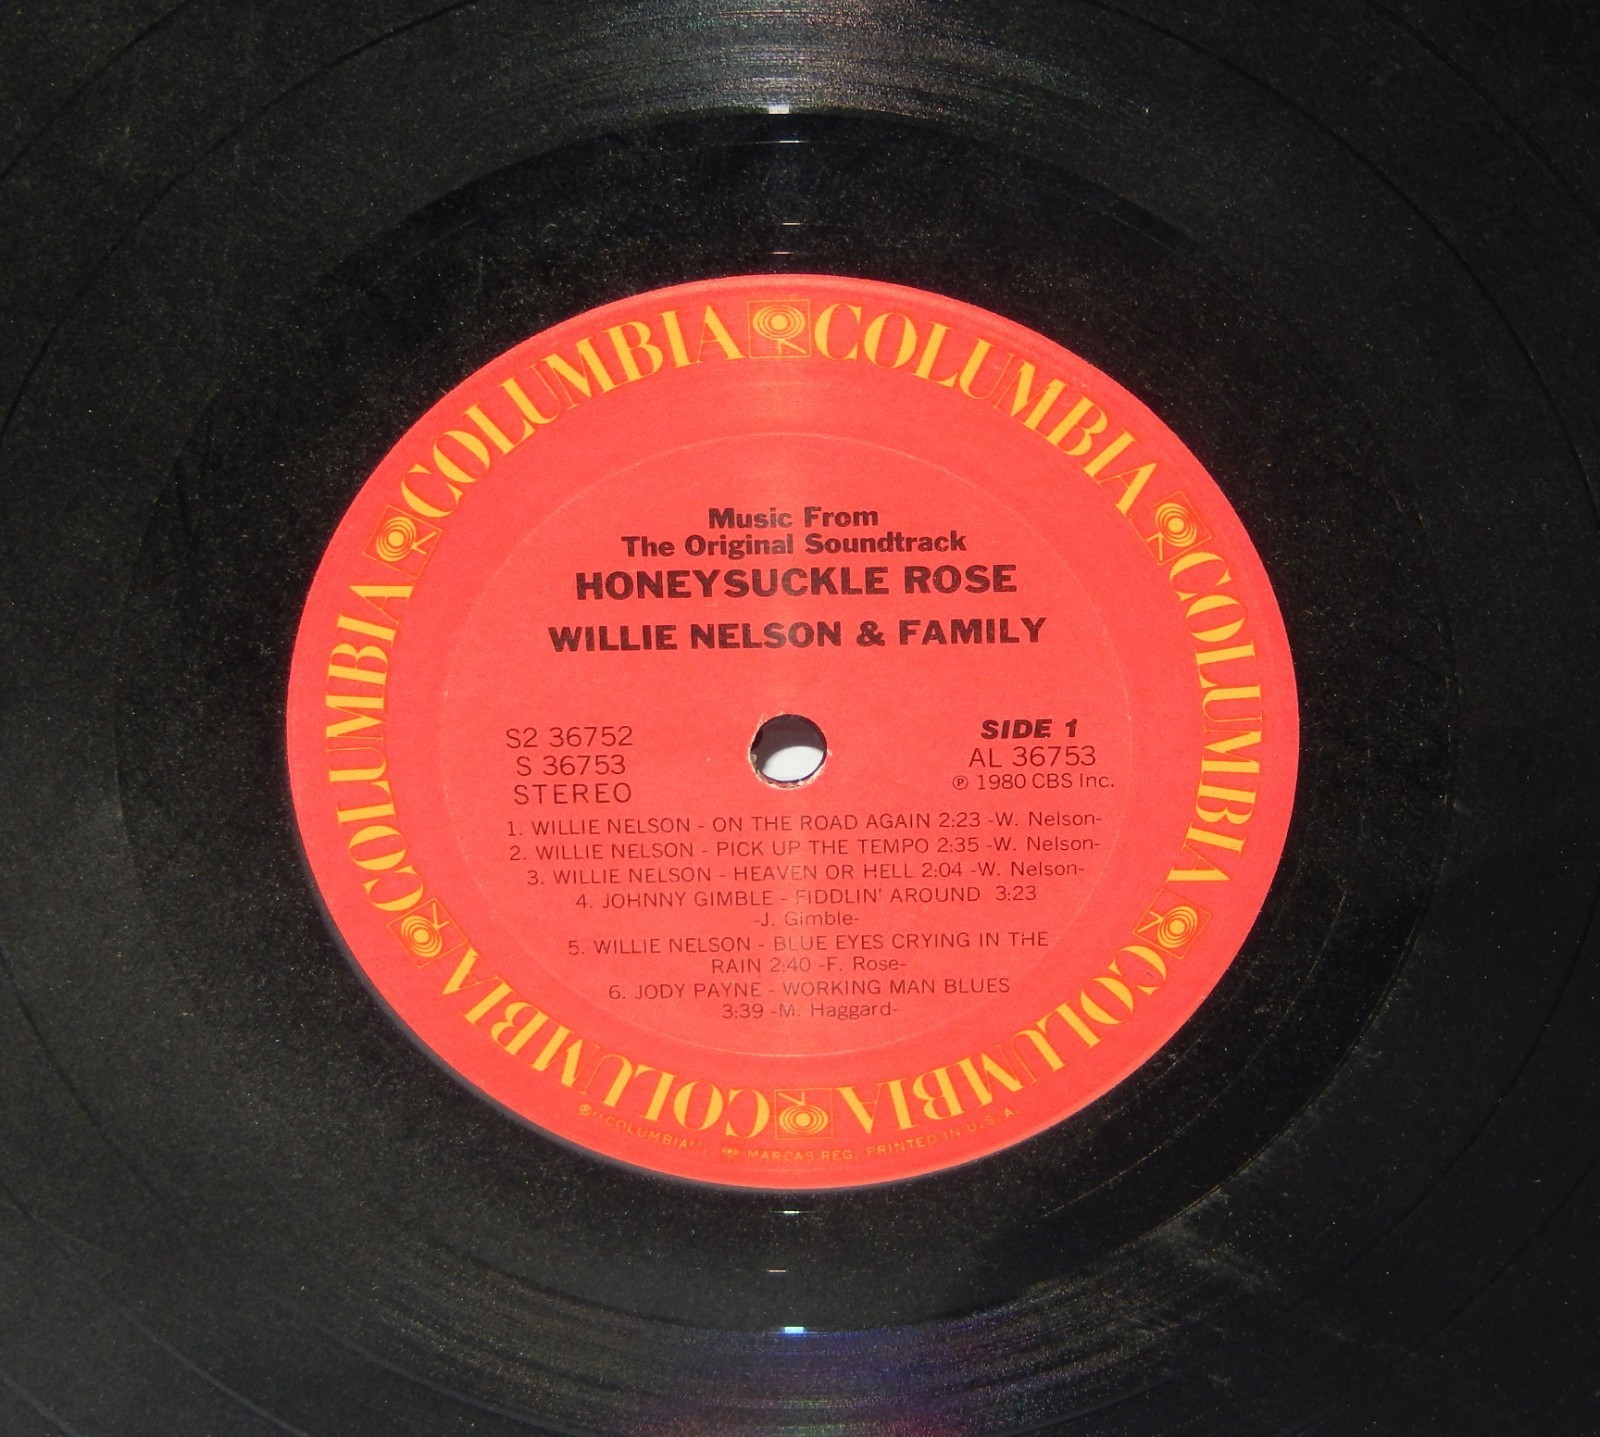 COLUMBIA COLUMBIA COLUMBIA COLUMBIA COLUMBIA COLUMBIA
Music From
The Original Soundtrack
HONEYSUCKLE ROSE
WILLIE NELSON & FAMILY
S2 36752
S 36753
STEREO
SIDE 1
AL 36753
℗ 1980 CBS Inc.
1. WILLIE NELSON - ON THE ROAD AGAIN 2:23 -W. Nelson-
2. WILLIE NELSON - PICK UP THE TEMPO 2:35 -W. Nelson-
3. WILLIE NELSON - HEAVEN OR HELL 2:04 -W. Nelson-
4. JOHNNY GIMBLE - FIDDLIN' AROUND 3:23
-J. Gimble-
5. WILLIE NELSON - BLUE EYES CRYING IN THE
RAIN 2:40 -F. Rose-
6. JODY PAYNE - WORKING MAN BLUES
3:39 -M. Haggard-
® "COLUMBIA", MARCAS REG. PRINTED IN U.S.A.